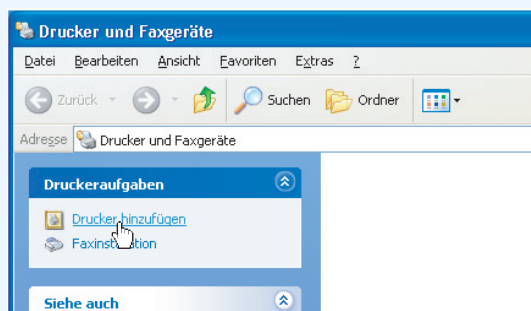 Drucker und Faxgeräte
Datei Bearbeiten Ansicht Favoriten Extras ?
Zurück Suchen Ordner
Adresse Drucker und Faxgeräte
Druckeraufgaben
Drucker hinzufügen
Siehe auch